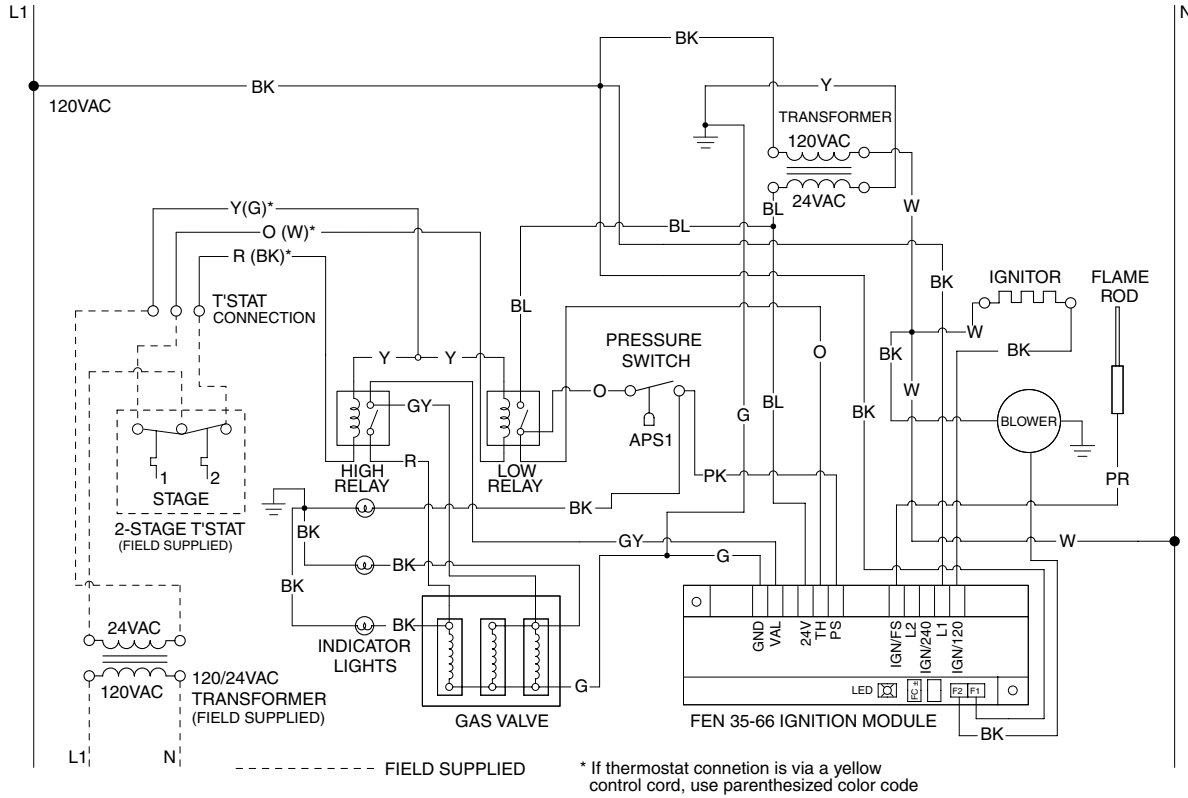 L1
N
BK
BK
Y
120VAC
TRANSFORMER
120VAC
24VAC
BL
W
Y(G)*
O (W)*
R (BK)*
BL
BK
IGNITOR
FLAME
ROD
T'STAT
CONNECTION
BL
PRESSURE
SWITCH
W
O
BK
BK
Y
Y
W
O
APS1
GY
G
BL
BK
BLOWER
R
HIGH
RELAY
LOW
RELAY
1
2
STAGE
2-STAGE T'STAT
(FIELD SUPPLIED)
PK
PR
BK
BK
GY
W
G
BK
BK
BK
INDICATOR
LIGHTS
24VAC
120VAC
120/24VAC
TRANSFORMER
(FIELD SUPPLIED)
G
GAS VALVE
GND
VAL
24V
TH
PS
IGN/FS
L2
IGN/240
L1
IGN/120
LED
FC ±
F2
F1
FEN 35-66 IGNITION MODULE
BK
L1
N
FIELD SUPPLIED
* If thermostat connetion is via a yellow
control cord, use parenthesized color code